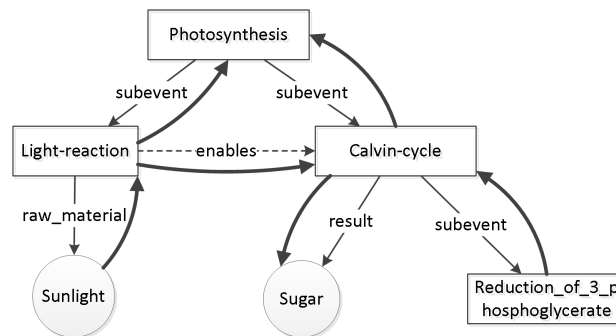 Photosynthesis
subevent
subevent
Light-reaction
enables
Calvin-cycle
raw_material
result
subevent
Sunlight
Sugar
Reduction_of_3_p
hosphoglycerate